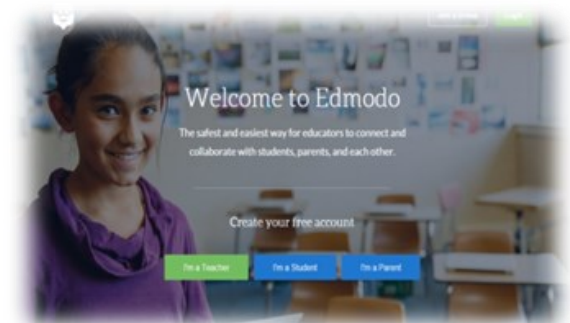 Welcome to Edmodo
The safest and easiest way for educators to connect and
collaborate with students, parents, and each other.
Create your free account
I'm a Teacher
I'm a Student
I'm a Parent